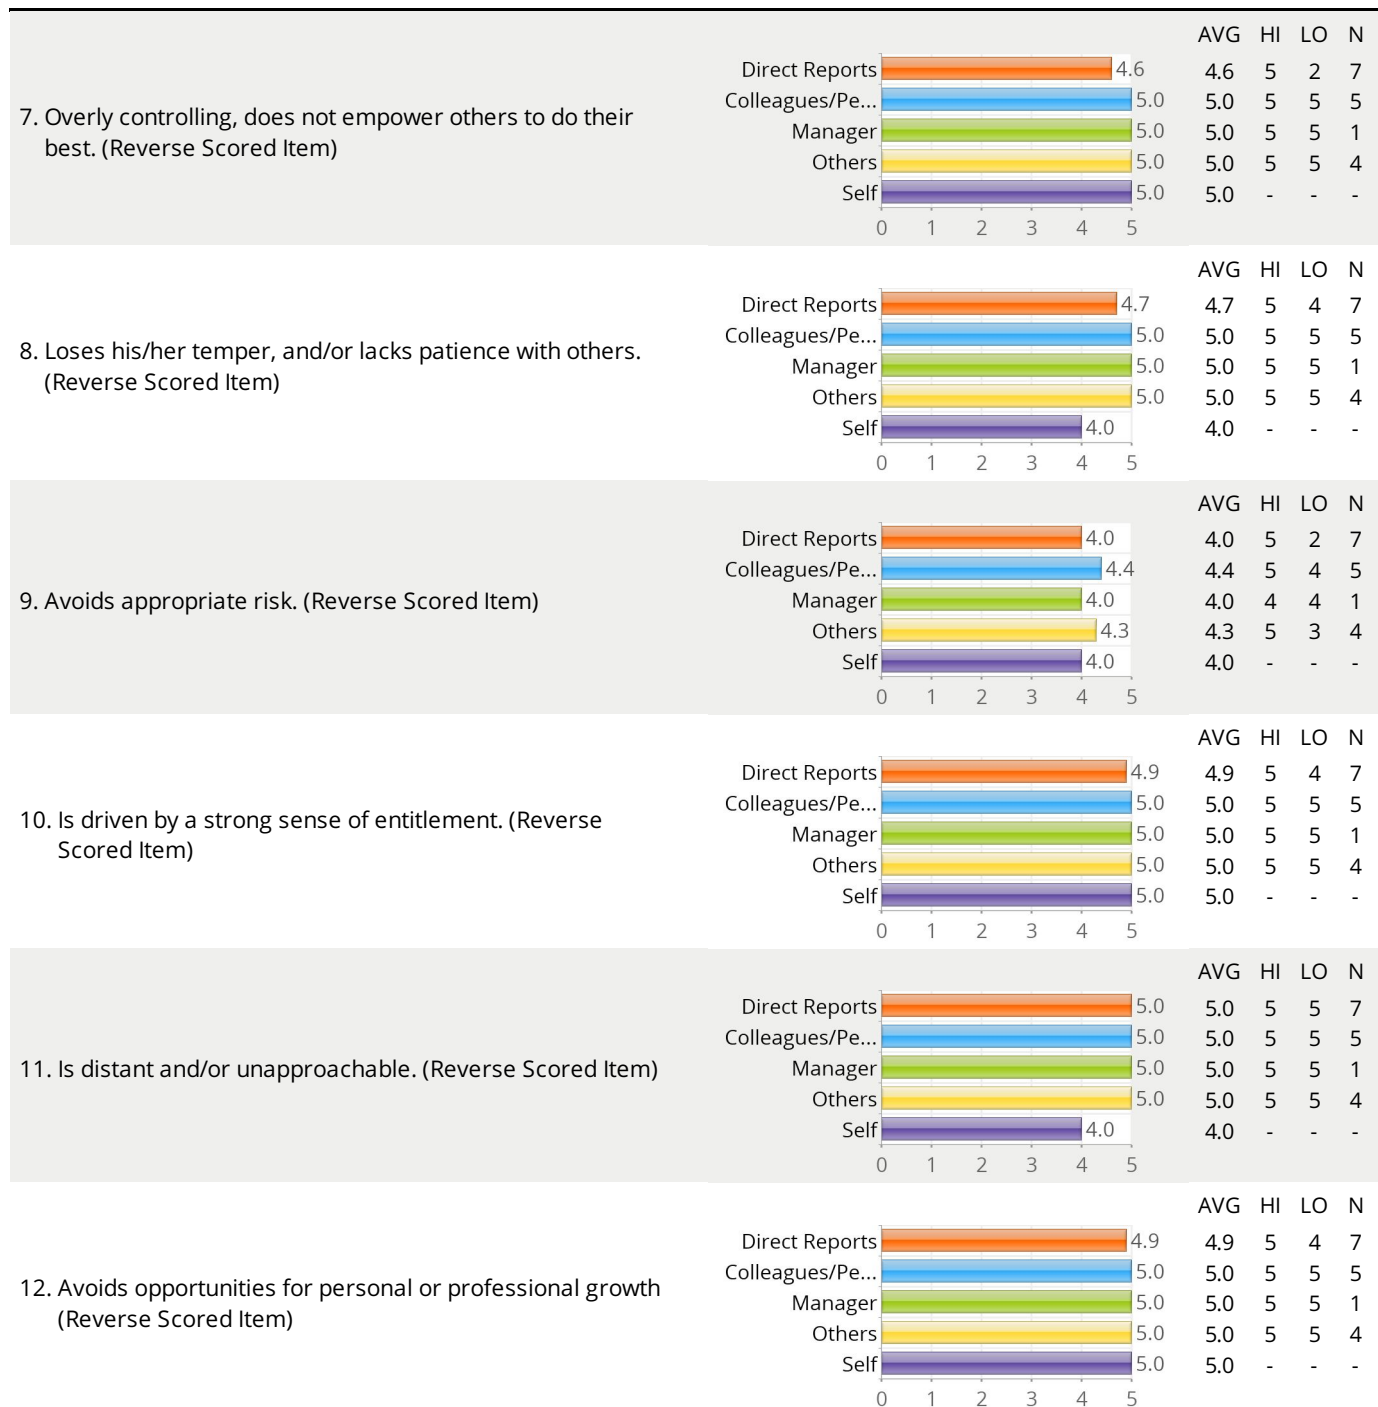 AVG HI LO N
7. Overly controlling, does not empower others to do their
best. (Reverse Scored Item)
Direct Reports 4.6 4.6 5 2 7
Colleagues/Pe... 5.0 5.0 5 5 5
Manager 5.0 5.0 5 5 1
Others 5.0 5.0 5 5 4
Self 5.0 5.0 - - -
0 1 2 3 4 5
AVG HI LO N
8. Loses his/her temper, and/or lacks patience with others.
(Reverse Scored Item)
Direct Reports 4.7 4.7 5 4 7
Colleagues/Pe... 5.0 5.0 5 5 5
Manager 5.0 5.0 5 5 1
Others 5.0 5.0 5 5 4
Self 4.0 4.0 - - -
0 1 2 3 4 5
AVG HI LO N
9. Avoids appropriate risk. (Reverse Scored Item)
Direct Reports 4.0 4.0 5 2 7
Colleagues/Pe... 4.4 4.4 5 4 5
Manager 4.0 4.0 4 4 1
Others 4.3 4.3 5 3 4
Self 4.0 4.0 - - -
0 1 2 3 4 5
AVG HI LO N
10. Is driven by a strong sense of entitlement. (Reverse
Scored Item)
Direct Reports 4.9 4.9 5 4 7
Colleagues/Pe... 5.0 5.0 5 5 5
Manager 5.0 5.0 5 5 1
Others 5.0 5.0 5 5 4
Self 5.0 5.0 - - -
0 1 2 3 4 5
AVG HI LO N
11. Is distant and/or unapproachable. (Reverse Scored Item)
Direct Reports 5.0 5.0 5 5 7
Colleagues/Pe... 5.0 5.0 5 5 5
Manager 5.0 5.0 5 5 1
Others 5.0 5.0 5 5 4
Self 4.0 4.0 - - -
0 1 2 3 4 5
AVG HI LO N
12. Avoids opportunities for personal or professional growth
(Reverse Scored Item)
Direct Reports 4.9 4.9 5 4 7
Colleagues/Pe... 5.0 5.0 5 5 5
Manager 5.0 5.0 5 5 1
Others 5.0 5.0 5 5 4
Self 5.0 5.0 - - -
0 1 2 3 4 5